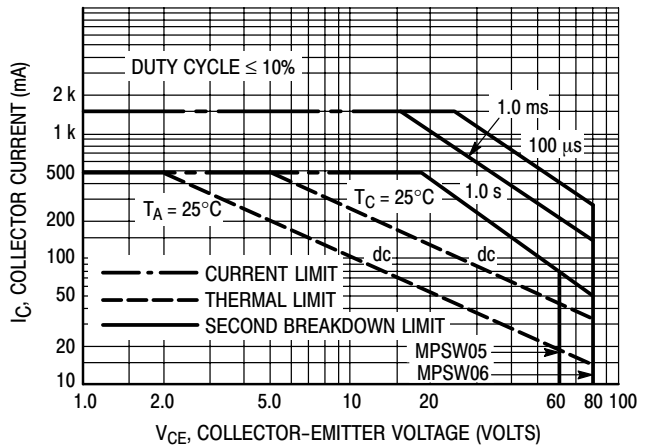 DUTY CYCLE ≤ 10%
I_C, COLLECTOR CURRENT (mA)
2 k
1 k
500
200
100
50
20
10
1.0 ms
100 μs
1.0 s
T_A = 25°C
T_C = 25°C
dc
dc
CURRENT LIMIT
THERMAL LIMIT
SECOND BREAKDOWN LIMIT
MPSW05
MPSW06
1.0 2.0 5.0 10 20 60 80 100
V_CE, COLLECTOR–EMITTER VOLTAGE (VOLTS)